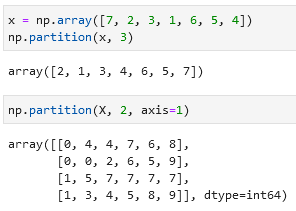 x = np.array([7, 2, 3, 1, 6, 5, 4])
np.partition(x, 3)
array([2, 1, 3, 4, 6, 5, 7])
np.partition(X, 2, axis=1)
array([[0, 4, 4, 7, 6, 8],
[0, 0, 2, 6, 5, 9],
[1, 5, 7, 7, 7, 7],
[1, 3, 4, 5, 8, 9]], dtype=int64)